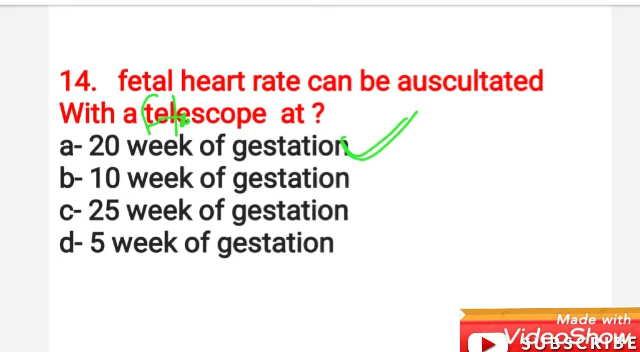 14. fetal heart rate can be auscultated
With a telescope at ?
a- 20 week of gestation
b- 10 week of gestation
c- 25 week of gestation
d- 5 week of gestation
Made with
VideoShow
SUBSCRIBE